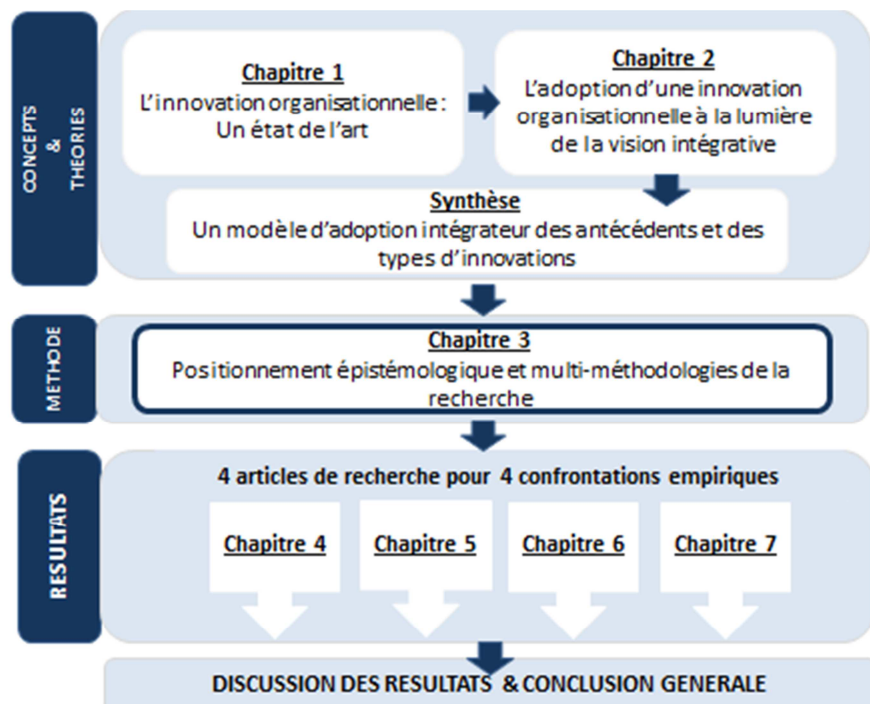 CONCEPTS
&
THEORIES
Chapitre 1
L'innovation organisationnelle :
Un état de l'art
Chapitre 2
L'adoption d'une innovation
organisationnelle à la lumière
de la vision intégrative
Synthèse
Un modèle d'adoption intégrateur des antécédents et des
types d'innovations
METHODE
Chapitre 3
Positionnement épistémologique et multi-méthodologies de la
recherche
RESULTATS
4 articles de recherche pour 4 confrontations empiriques
Chapitre 4
Chapitre 5
Chapitre 6
Chapitre 7
DISCUSSION DES RESULTATS & CONCLUSION GENERALE